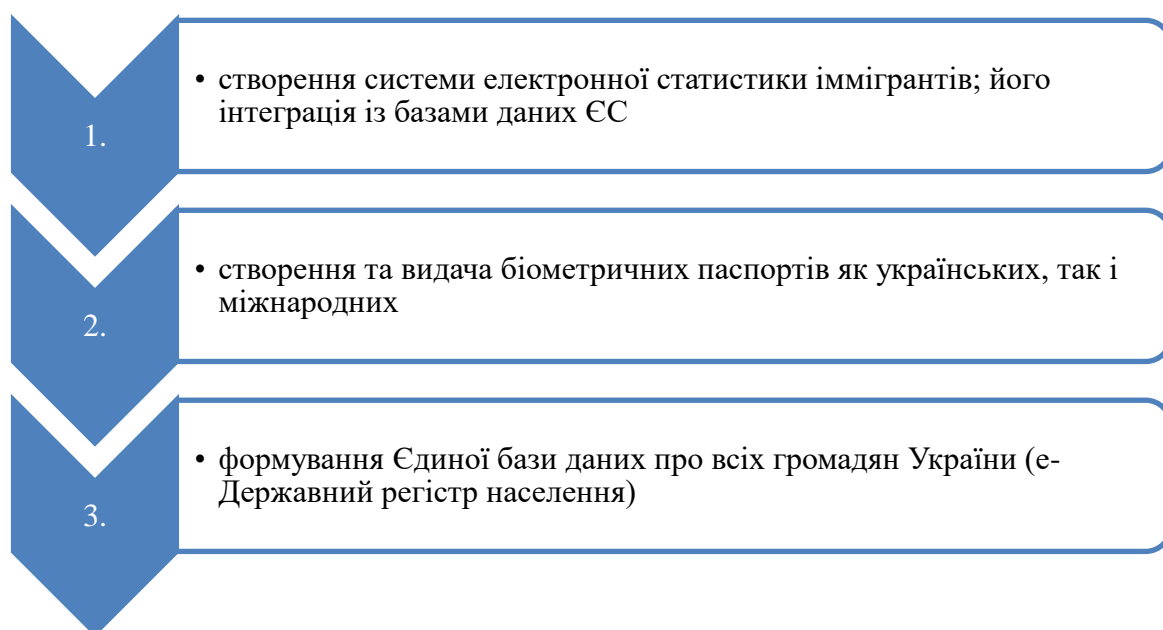 1.
• створення системи електронної статистики іммігрантів; його
інтеграція із базами даних ЄС
2.
• створення та видача біометричних паспортів як українських, так і
міжнародних
3.
• формування Єдиної бази даних про всіх громадян України (е-
Державний регістр населення)